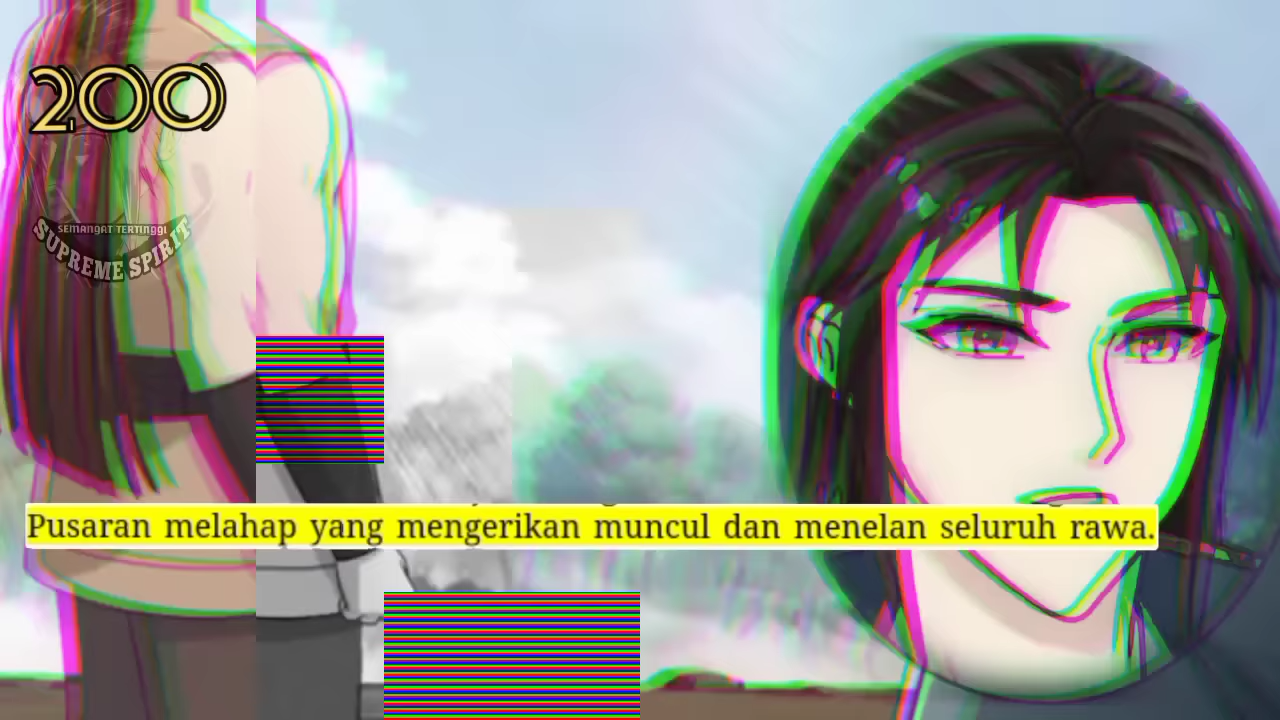 200
SEMANGAT TERTINGGI
SUPREME SPIRIT
Pusaran melahap yang mengerikan muncul dan menelan seluruh rawa.